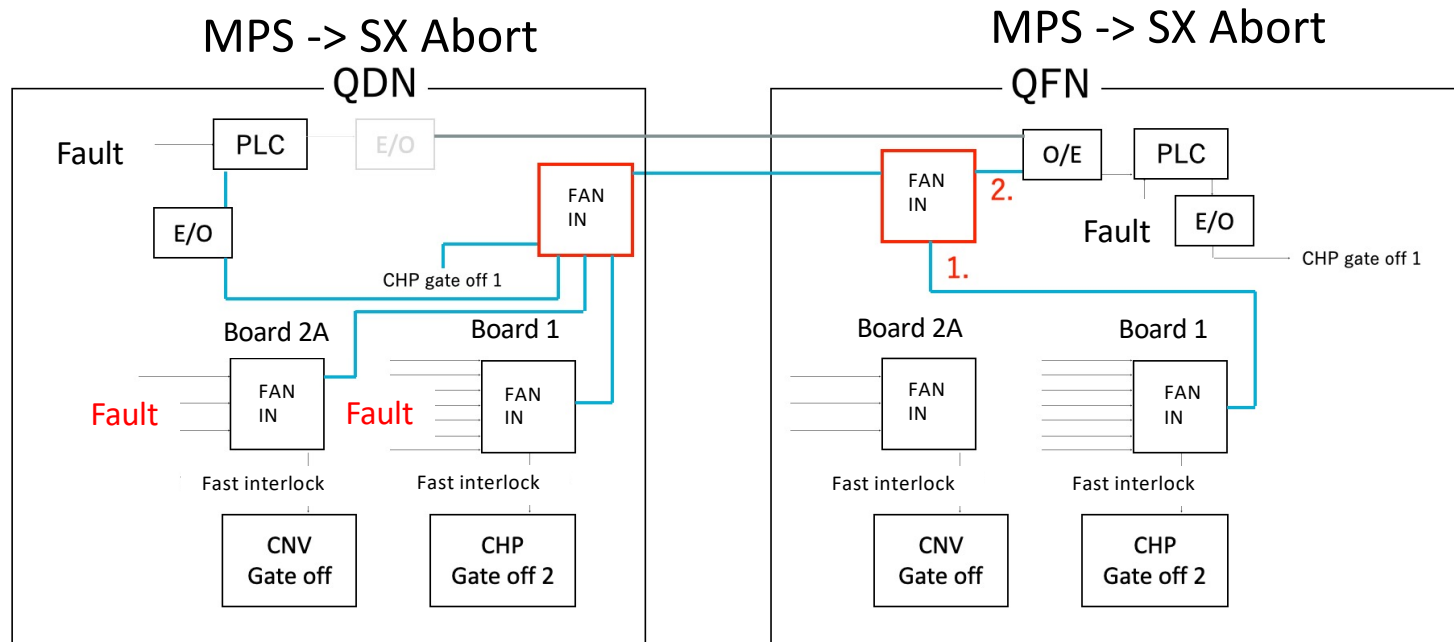 MPS -> SX Abort
QDN
Fault
PLC
E/O
E/O
FAN
IN
CHP gate off 1
Board 2A
Board 1
Fault
FAN
IN
Fault
FAN
IN
Fast interlock
Fast interlock
CNV
Gate off
CHP
Gate off 2
MPS -> SX Abort
QFN
FAN
IN
2.
O/E
PLC
Fault
E/O
CHP gate off 1
1.
Board 2A
Board 1
FAN
IN
FAN
IN
Fast interlock
Fast interlock
CNV
Gate off
CHP
Gate off 2